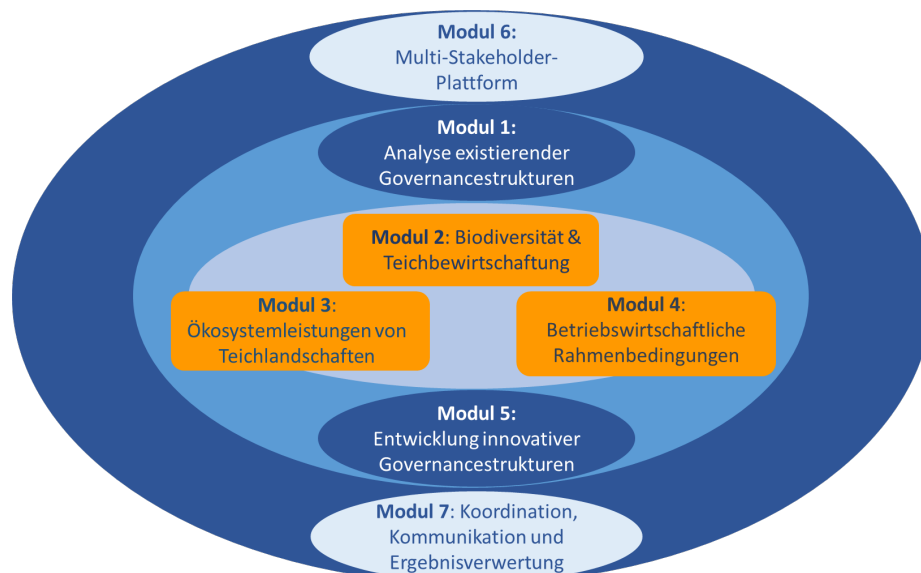 Modul 6:
Multi-Stakeholder-
Plattform
Modul 1:
Analyse existierender
Governancestrukturen
Modul 2: Biodiversität &
Teichbewirtschaftung
Modul 3:
Ökosystemleistungen von
Teichlandschaften
Modul 4:
Betriebswirtschaftliche
Rahmenbedingungen
Modul 5:
Entwicklung innovativer
Governancestrukturen
Modul 7: Koordination,
Kommunikation und
Ergebnisverwertung